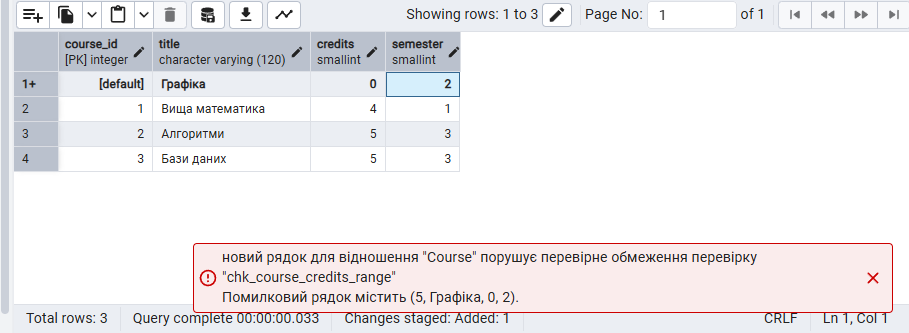 Showing rows: 1 to 3 Page No: 1 of 1
course_id title credits semester
[PK] integer character varying (120) smallint smallint
1+ [default] Графіка 0 2
2 1 Вища математика 4 1
3 2 Алгоритми 5 3
4 3 Бази даних 5 3
новий рядок для відношення "Course" порушує перевірне обмеження перевірку
"chk_course_credits_range"
Помилковий рядок містить (5, Графіка, 0, 2).
Total rows: 3 Query complete 00:00:00.033 Changes staged: Added: 1 CRLF Ln 1, Col 1